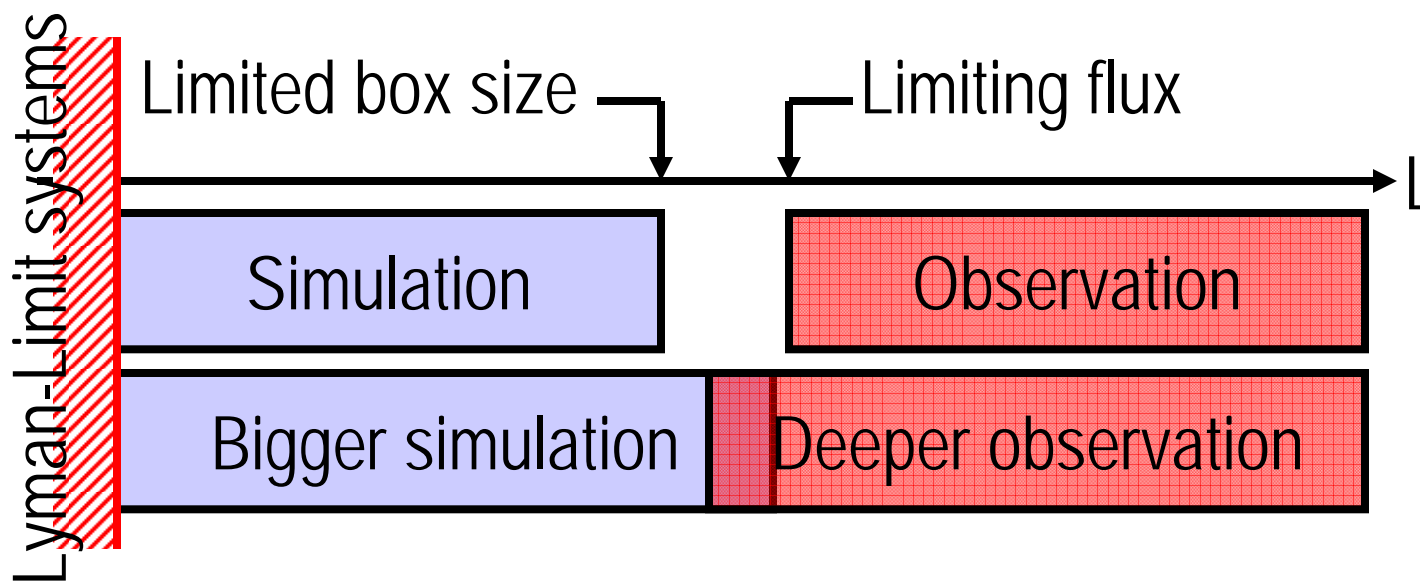 Lyman-Limit systems
Limited box size
Limiting flux
L
Simulation
Observation
Bigger simulation
Deeper observation